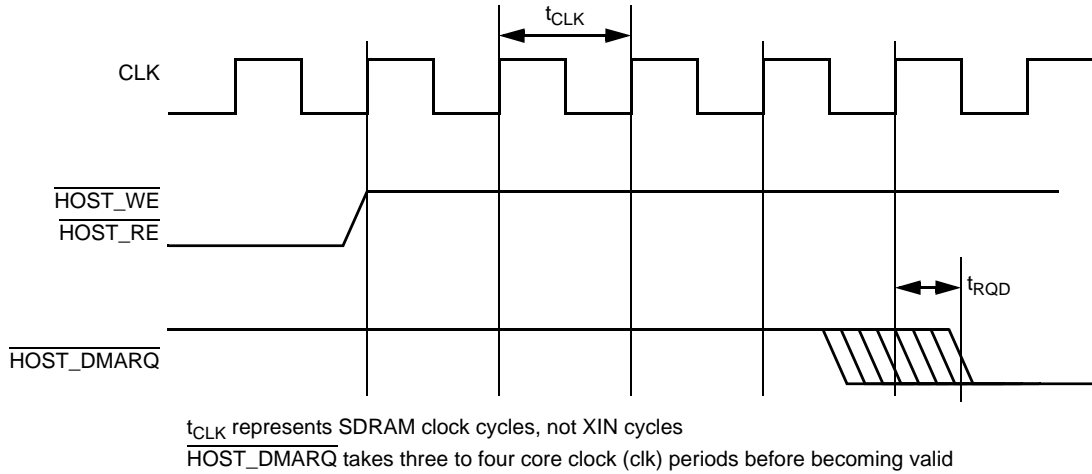 tCLK
CLK
HOST_WE
HOST_RE
tRQD
HOST_DMARQ
tCLK represents SDRAM clock cycles, not XIN cycles
HOST_DMARQ takes three to four core clock (clk) periods before becoming valid